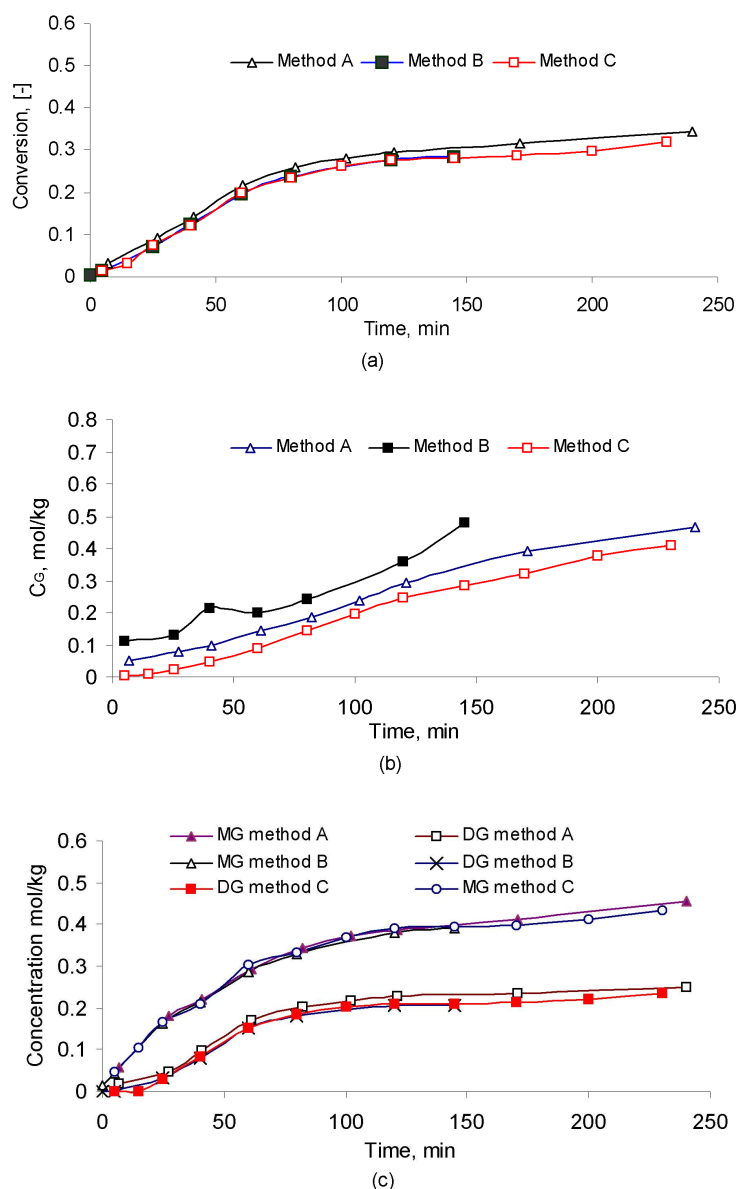 0.6
0.5
0.4
0.3
0.2
0.1
0
Conversion, [-]
Method A Method B Method C
0 50 100 150 200 250
Time, min
(a)
0.8
0.7
0.6
0.5
0.4
0.3
0.2
0.1
0
CG, mol/kg
Method A Method B Method C
0 50 100 150 200 250
Time, min
(b)
0.6
0.5
0.4
0.3
0.2
0.1
0
Concentration mol/kg
MG method A DG method A
MG method B DG method B
DG method C MG method C
0 50 100 150 200 250
Time, min
(c)